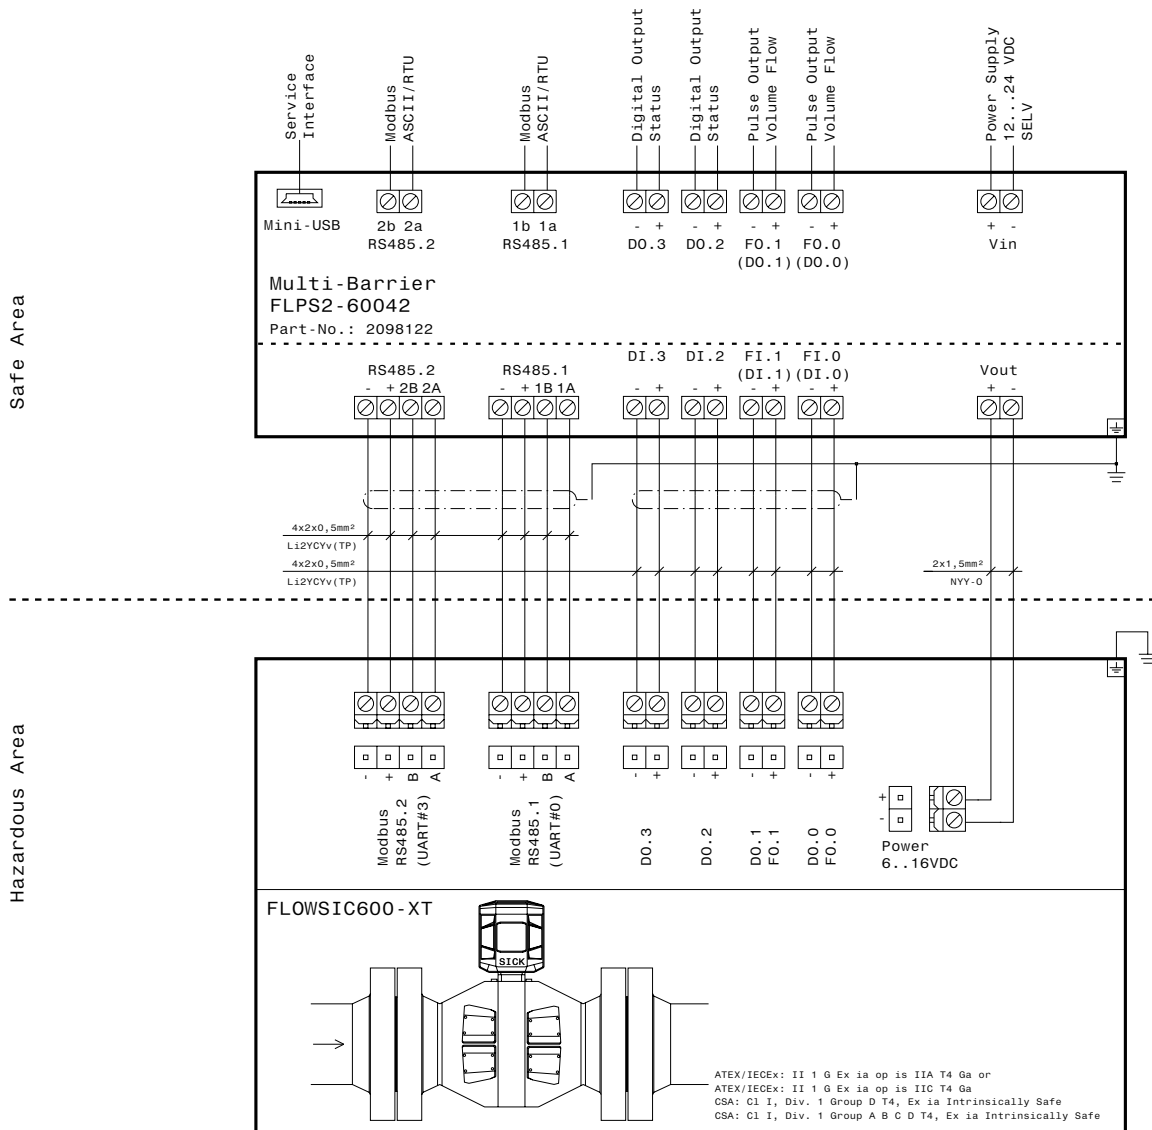 Service
Interface
Modbus
ASCII/RTU
Modbus
ASCII/RTU
Digital Output
Status
Digital Output
Status
Pulse Output
Volume Flow
Pulse Output
Volume Flow
Power Supply
12...24 VDC
SELV
Mini-USB
2b 2a
RS485.2
1b 1a
RS485.1
- +
DO.3
- +
DO.2
- +
FO.1
(DO.1)
- +
FO.0
(DO.0)
+ -
Vin
Multi-Barrier
FLPS2-60042
Part-No.: 2098122
Safe Area
RS485.2
- + 2B 2A
RS485.1
- + 1B 1A
DI.3
- +
DI.2
- +
FI.1
(DI.1)
- +
FI.0
(DI.0)
- +
Vout
+ -
4x2x0,5mm²
Li2YCYv(TP)
4x2x0,5mm²
Li2YCYv(TP)
2x1,5mm²
NYY-O
Hazardous Area
- + B A
Modbus
RS485.2
(UART#3)
- + B A
Modbus
RS485.1
(UART#0)
- +
DO.3
- +
DO.2
- +
DO.1
FO.1
- +
DO.0
FO.0
+
-
Power
6..16VDC
FLOWSIC600-XT
SICK
ATEX/IECEx: II 1 G Ex ia op is IIA T4 Ga or
ATEX/IECEx: II 1 G Ex ia op is IIC T4 Ga
CSA: Cl I, Div. 1 Group D T4, Ex ia Intrinsically Safe
CSA: Cl I, Div. 1 Group A B C D T4, Ex ia Intrinsically Safe